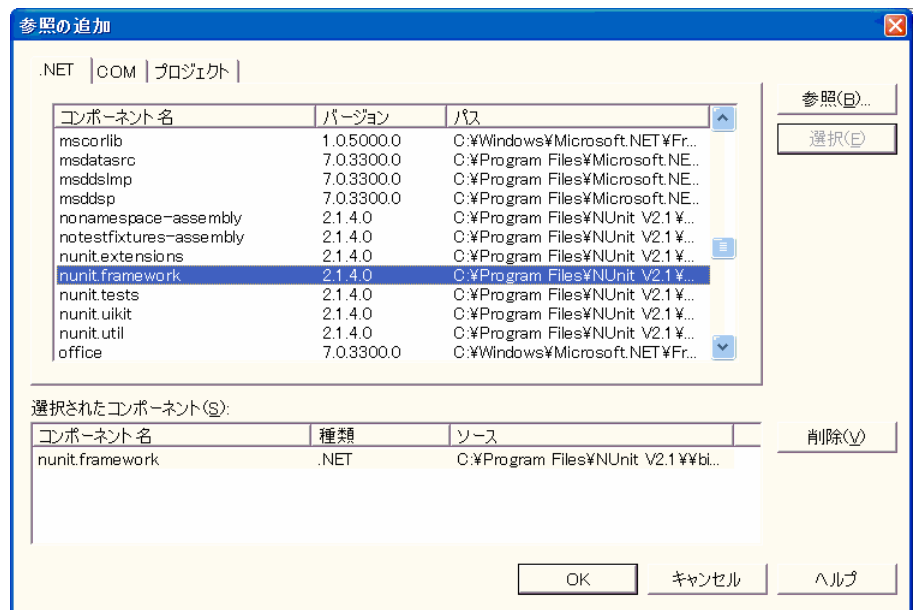 参照の追加
.NET COM プロジェクト
参照(B)...
選択(E)
コンポーネント名 バージョン パス
mscorlib 1.0.5000.0 C:¥Windows¥Microsoft.NET¥Fr...
msdatasrc 7.0.3300.0 C:¥Program Files¥Microsoft.NE...
msddslmp 7.0.3300.0 C:¥Program Files¥Microsoft.NE...
msddsp 7.0.3300.0 C:¥Program Files¥Microsoft.NE...
nonamespace-assembly 2.1.4.0 C:¥Program Files¥NUnit V2.1¥...
notestfixtures-assembly 2.1.4.0 C:¥Program Files¥NUnit V2.1¥...
nunit.extensions 2.1.4.0 C:¥Program Files¥NUnit V2.1¥...
nunit.framework 2.1.4.0 C:¥Program Files¥NUnit V2.1¥...
nunit.tests 2.1.4.0 C:¥Program Files¥NUnit V2.1¥...
nunit.uikit 2.1.4.0 C:¥Program Files¥NUnit V2.1¥...
nunit.util 2.1.4.0 C:¥Program Files¥NUnit V2.1¥...
office 7.0.3300.0 C:¥Windows¥Microsoft.NET¥Fr...
選択されたコンポーネント(S):
コンポーネント名 種類 ソース
nunit.framework .NET C:¥Program Files¥NUnit V2.1¥¥bi...
削除(V)
OK キャンセル ヘルプ